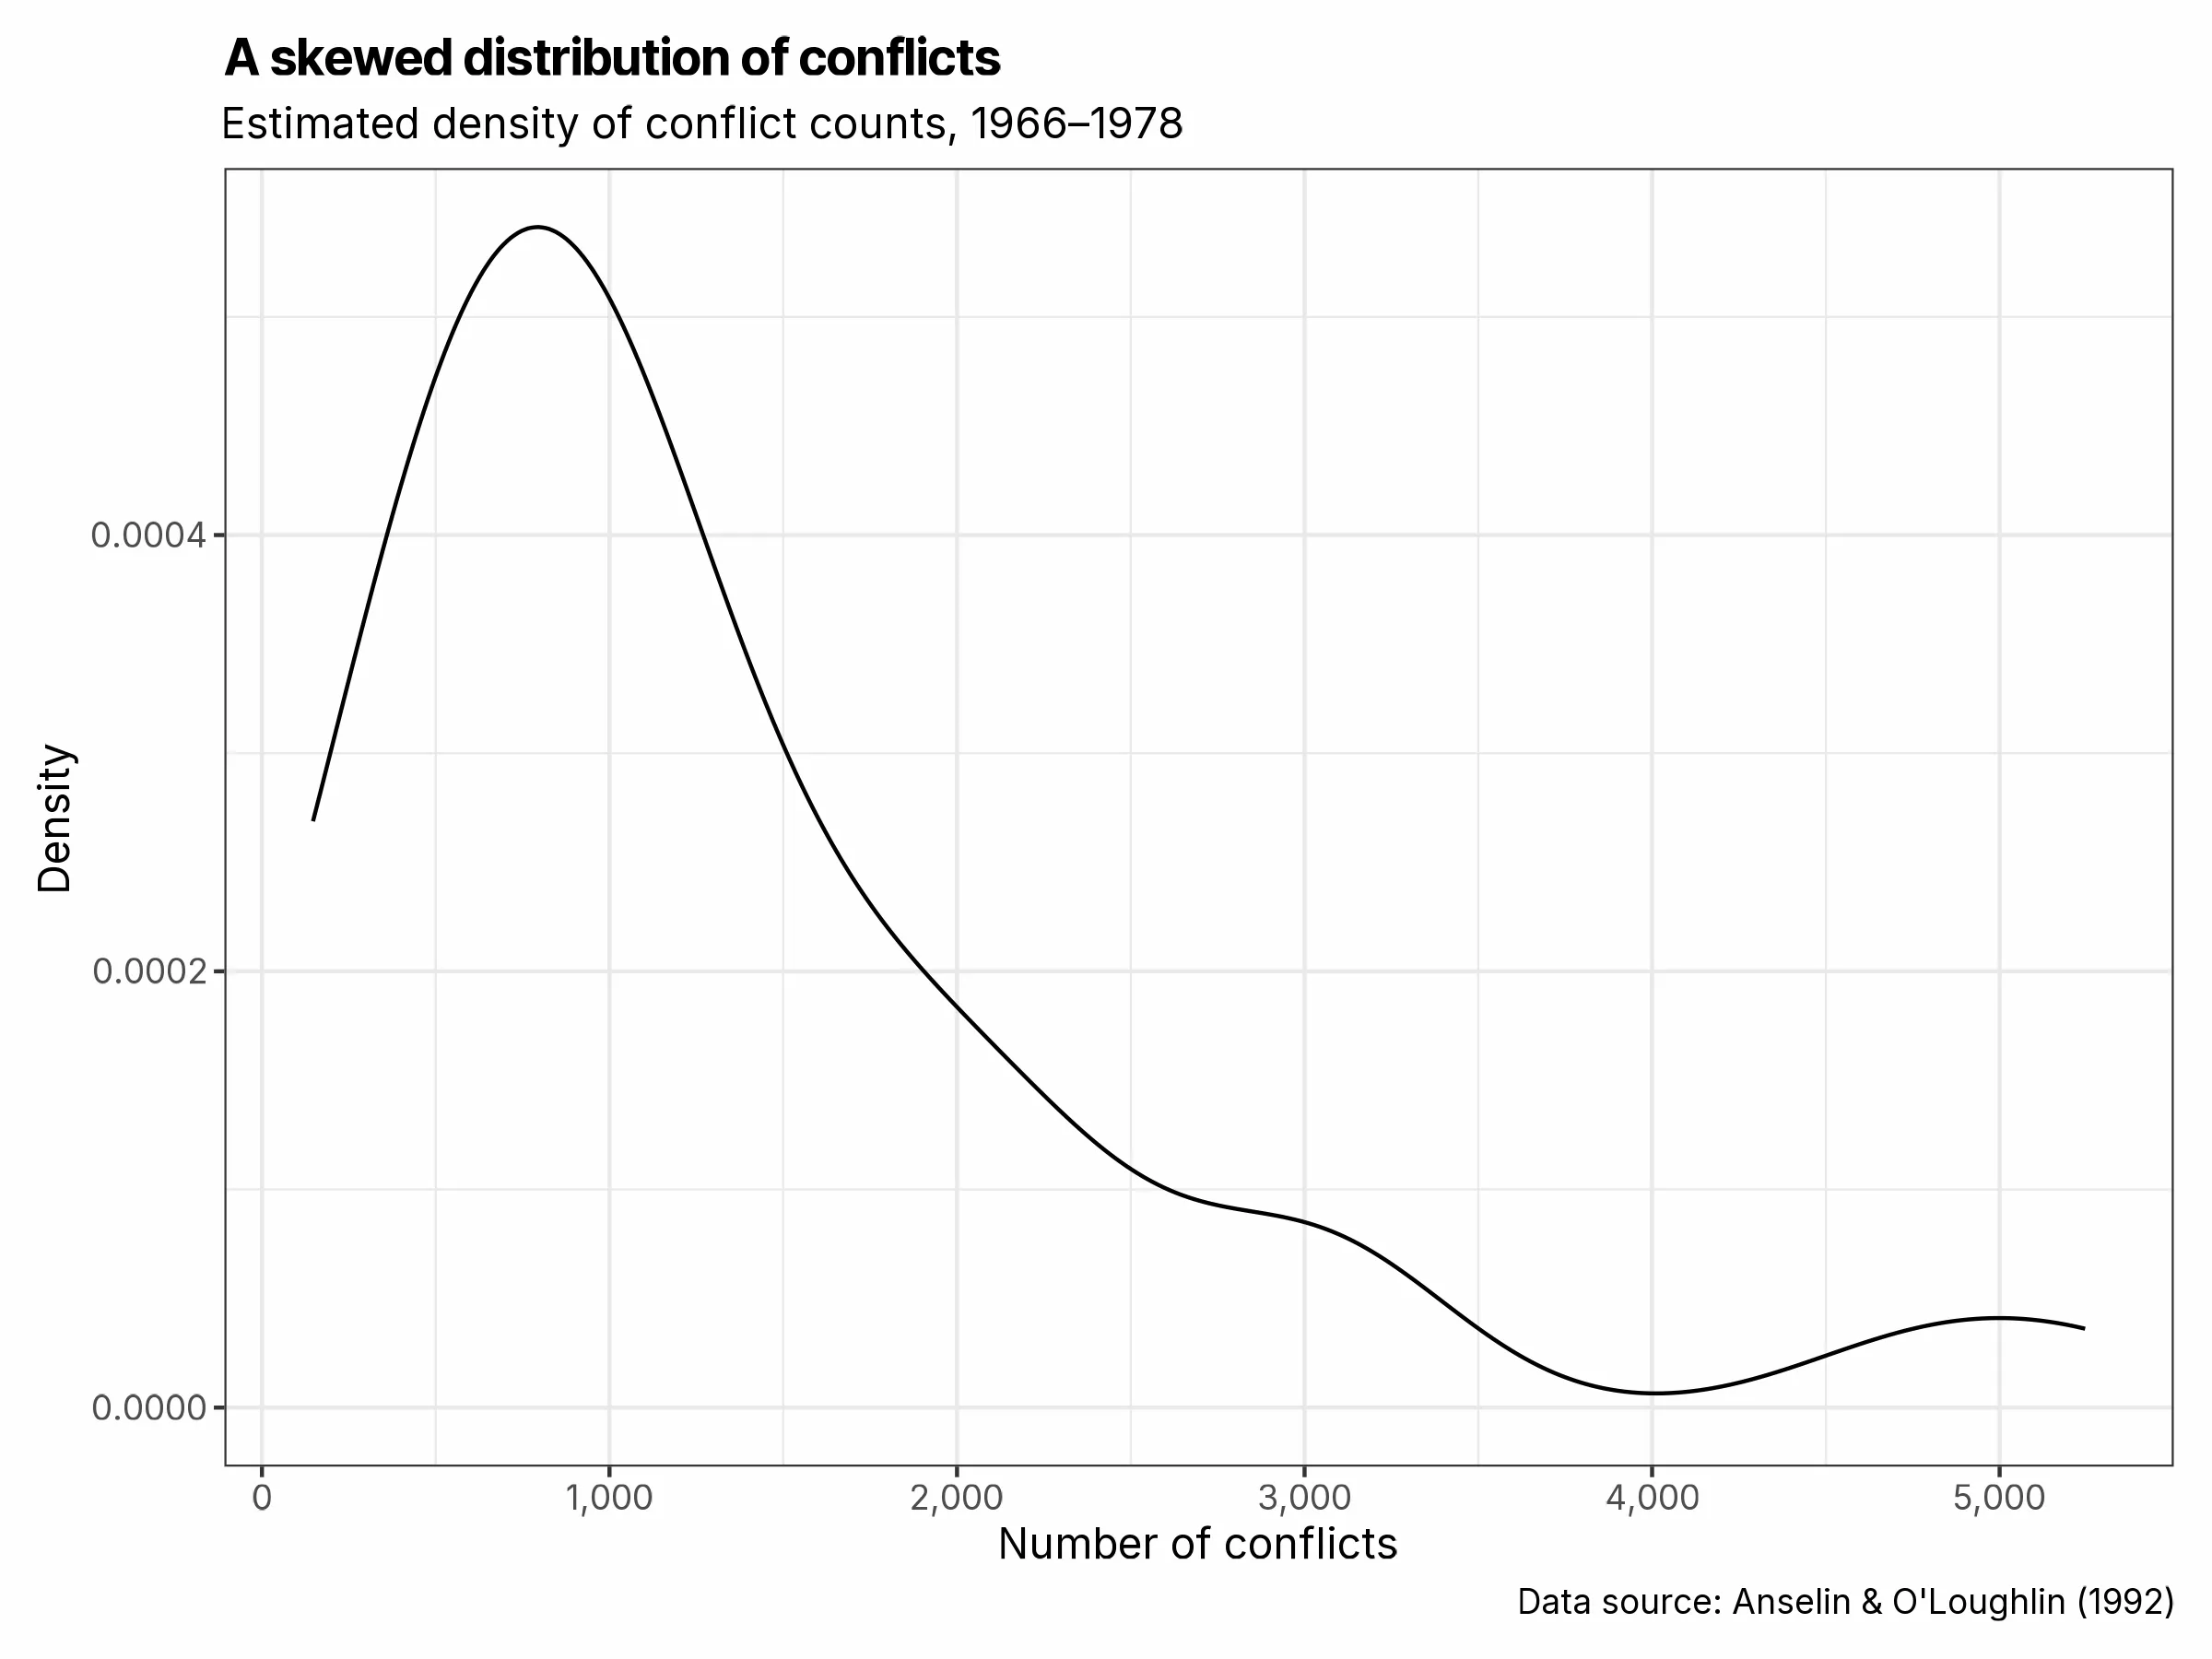 A skewed distribution of conflicts
Estimated density of conflict counts, 1966–1978
Density
0.0004
0.0002
0.0000
0 1,000 2,000 3,000 4,000 5,000
Number of conflicts
Data source: Anselin & O'Loughlin (1992)